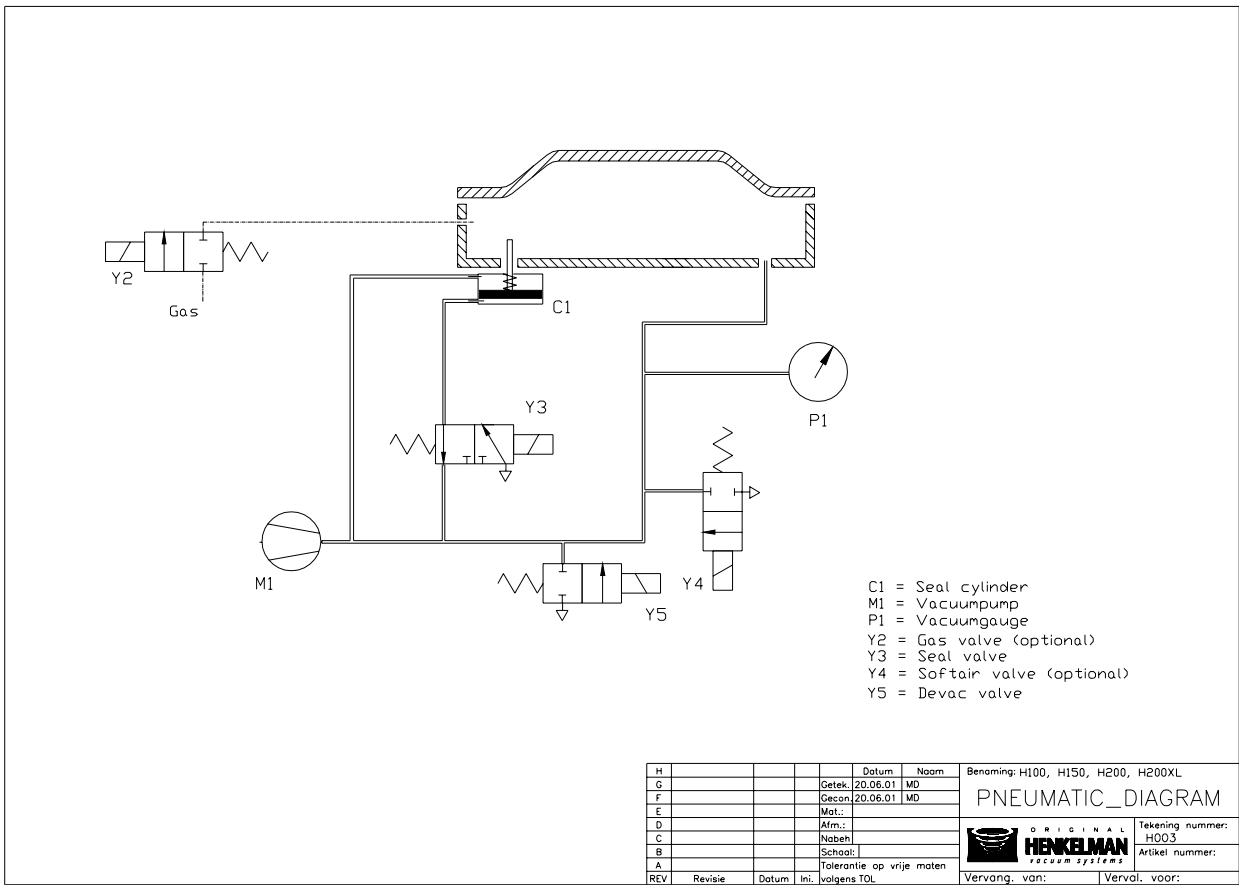 Y2
Gas
C1
Y3
P1
M1
Y4
Y5
C1 = Seal cylinder
M1 = Vacuumpump
P1 = Vacuumgauge
Y2 = Gas valve (optional)
Y3 = Seal valve
Y4 = Softair valve (optional)
Y5 = Devac valve
H Datum Naam Benaming: H100, H150, H200, H200XL
G Getek. 20.06.01 MD
F Gecon. 20.06.01 MD
PNEUMATIC_DIAGRAM
E Mat.:
D Afm.:
C Nabeh
B Schaal:
A Tolerantie op vrije maten
REV Revisie Datum Ini. volgens TOL
ORIGINAL
HENKELMAN
vacuum systems
Tekening nummer:
H003
Artikel nummer:
Vervang. van: Verval. voor: